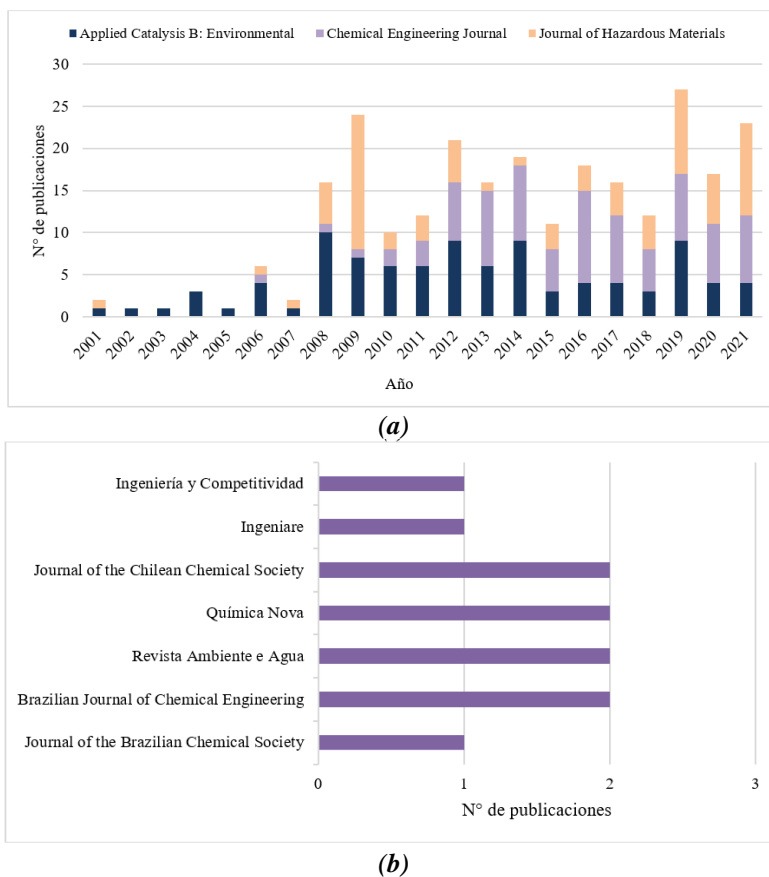 Applied Catalysis B: Environmental Chemical Engineering Journal Journal of Hazardous Materials
30
25
20
15
10
5
0
N° de publicaciones
2001 2002 2003 2004 2005 2006 2007 2008 2009 2010 2011 2012 2013 2014 2015 2016 2017 2018 2019 2020 2021
Año
(a)
Ingeniería y Competitividad
Ingeniare
Journal of the Chilean Chemical Society
Química Nova
Revista Ambiente e Agua
Brazilian Journal of Chemical Engineering
Journal of the Brazilian Chemical Society
0 1 2 3
N° de publicaciones
(b)